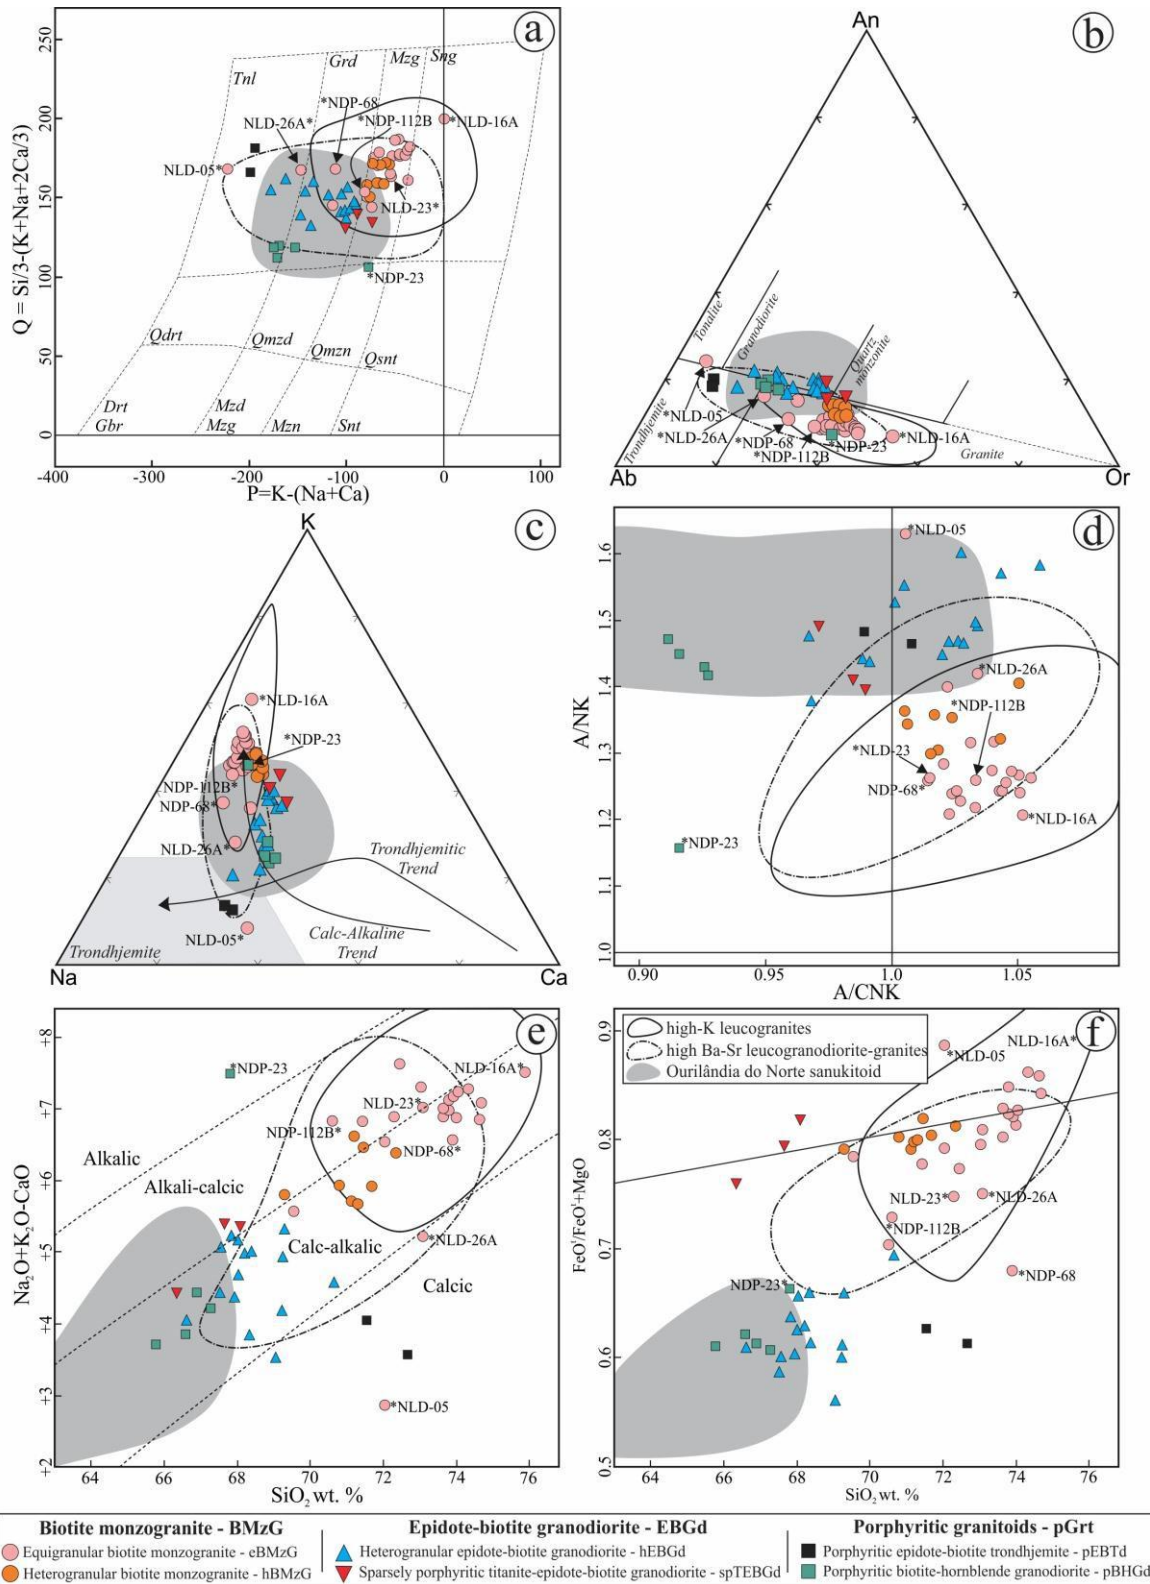 a
250
200
150
100
50
0
Q = Si/3-(K+Na+2Ca/3)
Tnl
Grd
Mzg
Sng
*NDP-68
NLD-26A*
*NDP-112B
*NLD-16A
NLD-05*
NLD-23*
*NDP-23
Qdrt
Qmzd
Qmzn
Qsnt
Drt
Gbr
Mzd
Mzg
Mzn
Snt
-400
-300
-200
-100
0
100
P=K-(Na+Ca)
b
An
Tonalite
Granodiorite
Quartz
monzonite
Trondhjemite
Granite
*NLD-05
*NLD-26A
*NDP-68
*NDP-112B
*NDP-23
*NLD-16A
Ab
Or
c
K
*NLD-16A
*NDP-23
NDP-112B*
NDP-68*
NLD-26A*
NLD-05*
Trondhjemitic
Trend
Calc-Alkaline
Trend
Trondhjemite
Na
Ca
d
1.6
1.5
1.4
1.3
1.2
1.1
1.0
A/NK
*NLD-05
*NLD-26A
*NDP-112B
*NLD-23
NDP-68*
*NLD-16A
*NDP-23
0.90
0.95
1.0
1.05
A/CNK
e
+8
+7
+6
+5
+4
+3
+2
Na₂O+K₂O-CaO
*NDP-23
NLD-16A*
NLD-23*
NDP-112B*
NDP-68*
*NLD-26A
*NLD-05
Alkalic
Alkali-calcic
Calc-alkalic
Calcic
64
66
68
70
72
74
76
SiO₂ wt. %
f
high-K leucogranites
high Ba-Sr leucogranodiorite-granites
Ourilândia do Norte sanukitoid
0.9
0.8
0.7
0.6
0.5
FeOᵗ/FeOᵗ+MgO
NLD-16A*
*NLD-05
NLD-23*
*NLD-26A
*NDP-112B
*NDP-68
NDP-23*
64
66
68
70
72
74
76
SiO₂ wt. %
Biotite monzogranite - BMzG
Equigranular biotite monzogranite - eBMzG
Heterogranular biotite monzogranite - hBMzG
Epidote-biotite granodiorite - EBGd
Heterogranular epidote-biotite granodiorite - hEBGd
Sparsely porphyritic titanite-epidote-biotite granodiorite - spTEBGd
Porphyritic granitoids - pGrt
Porphyritic epidote-biotite trondhjemite - pEBTd
Porphyritic biotite-hornblende granodiorite - pBHGd